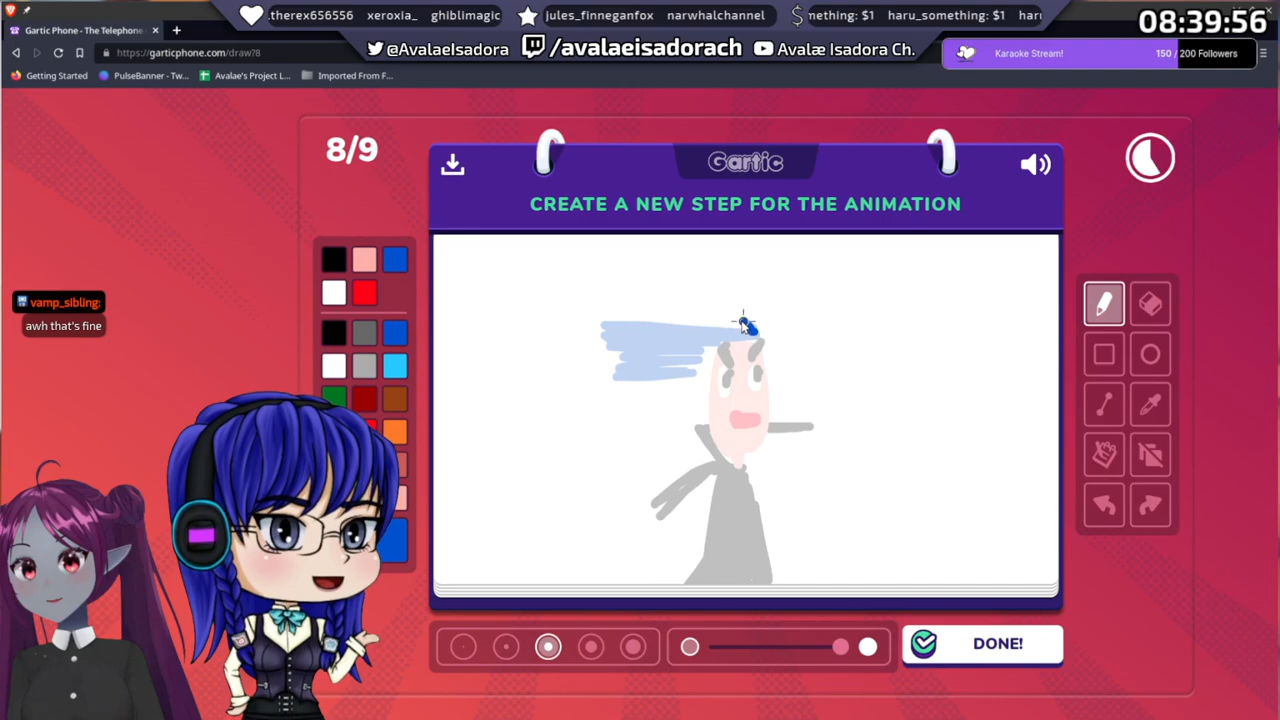 .therex656556 xeroxia_ ghiblimagic
jules_finneganfox narwhalchannel
mething: $1 haru_something: $1 haru
08:39:56
Gartic Phone - The Telephone
https://garticphone.com/draw?8
@AvalaeIsadora
/avalaeisadorach
Avalæ Isadora Ch.
Karaoke Stream!
150 / 200 Followers
Getting Started
PulseBanner - Tw...
Avalae's Project L...
Imported From F...
8/9
Gartic
CREATE A NEW STEP FOR THE ANIMATION
vamp_sibling:
awh that's fine
DONE!